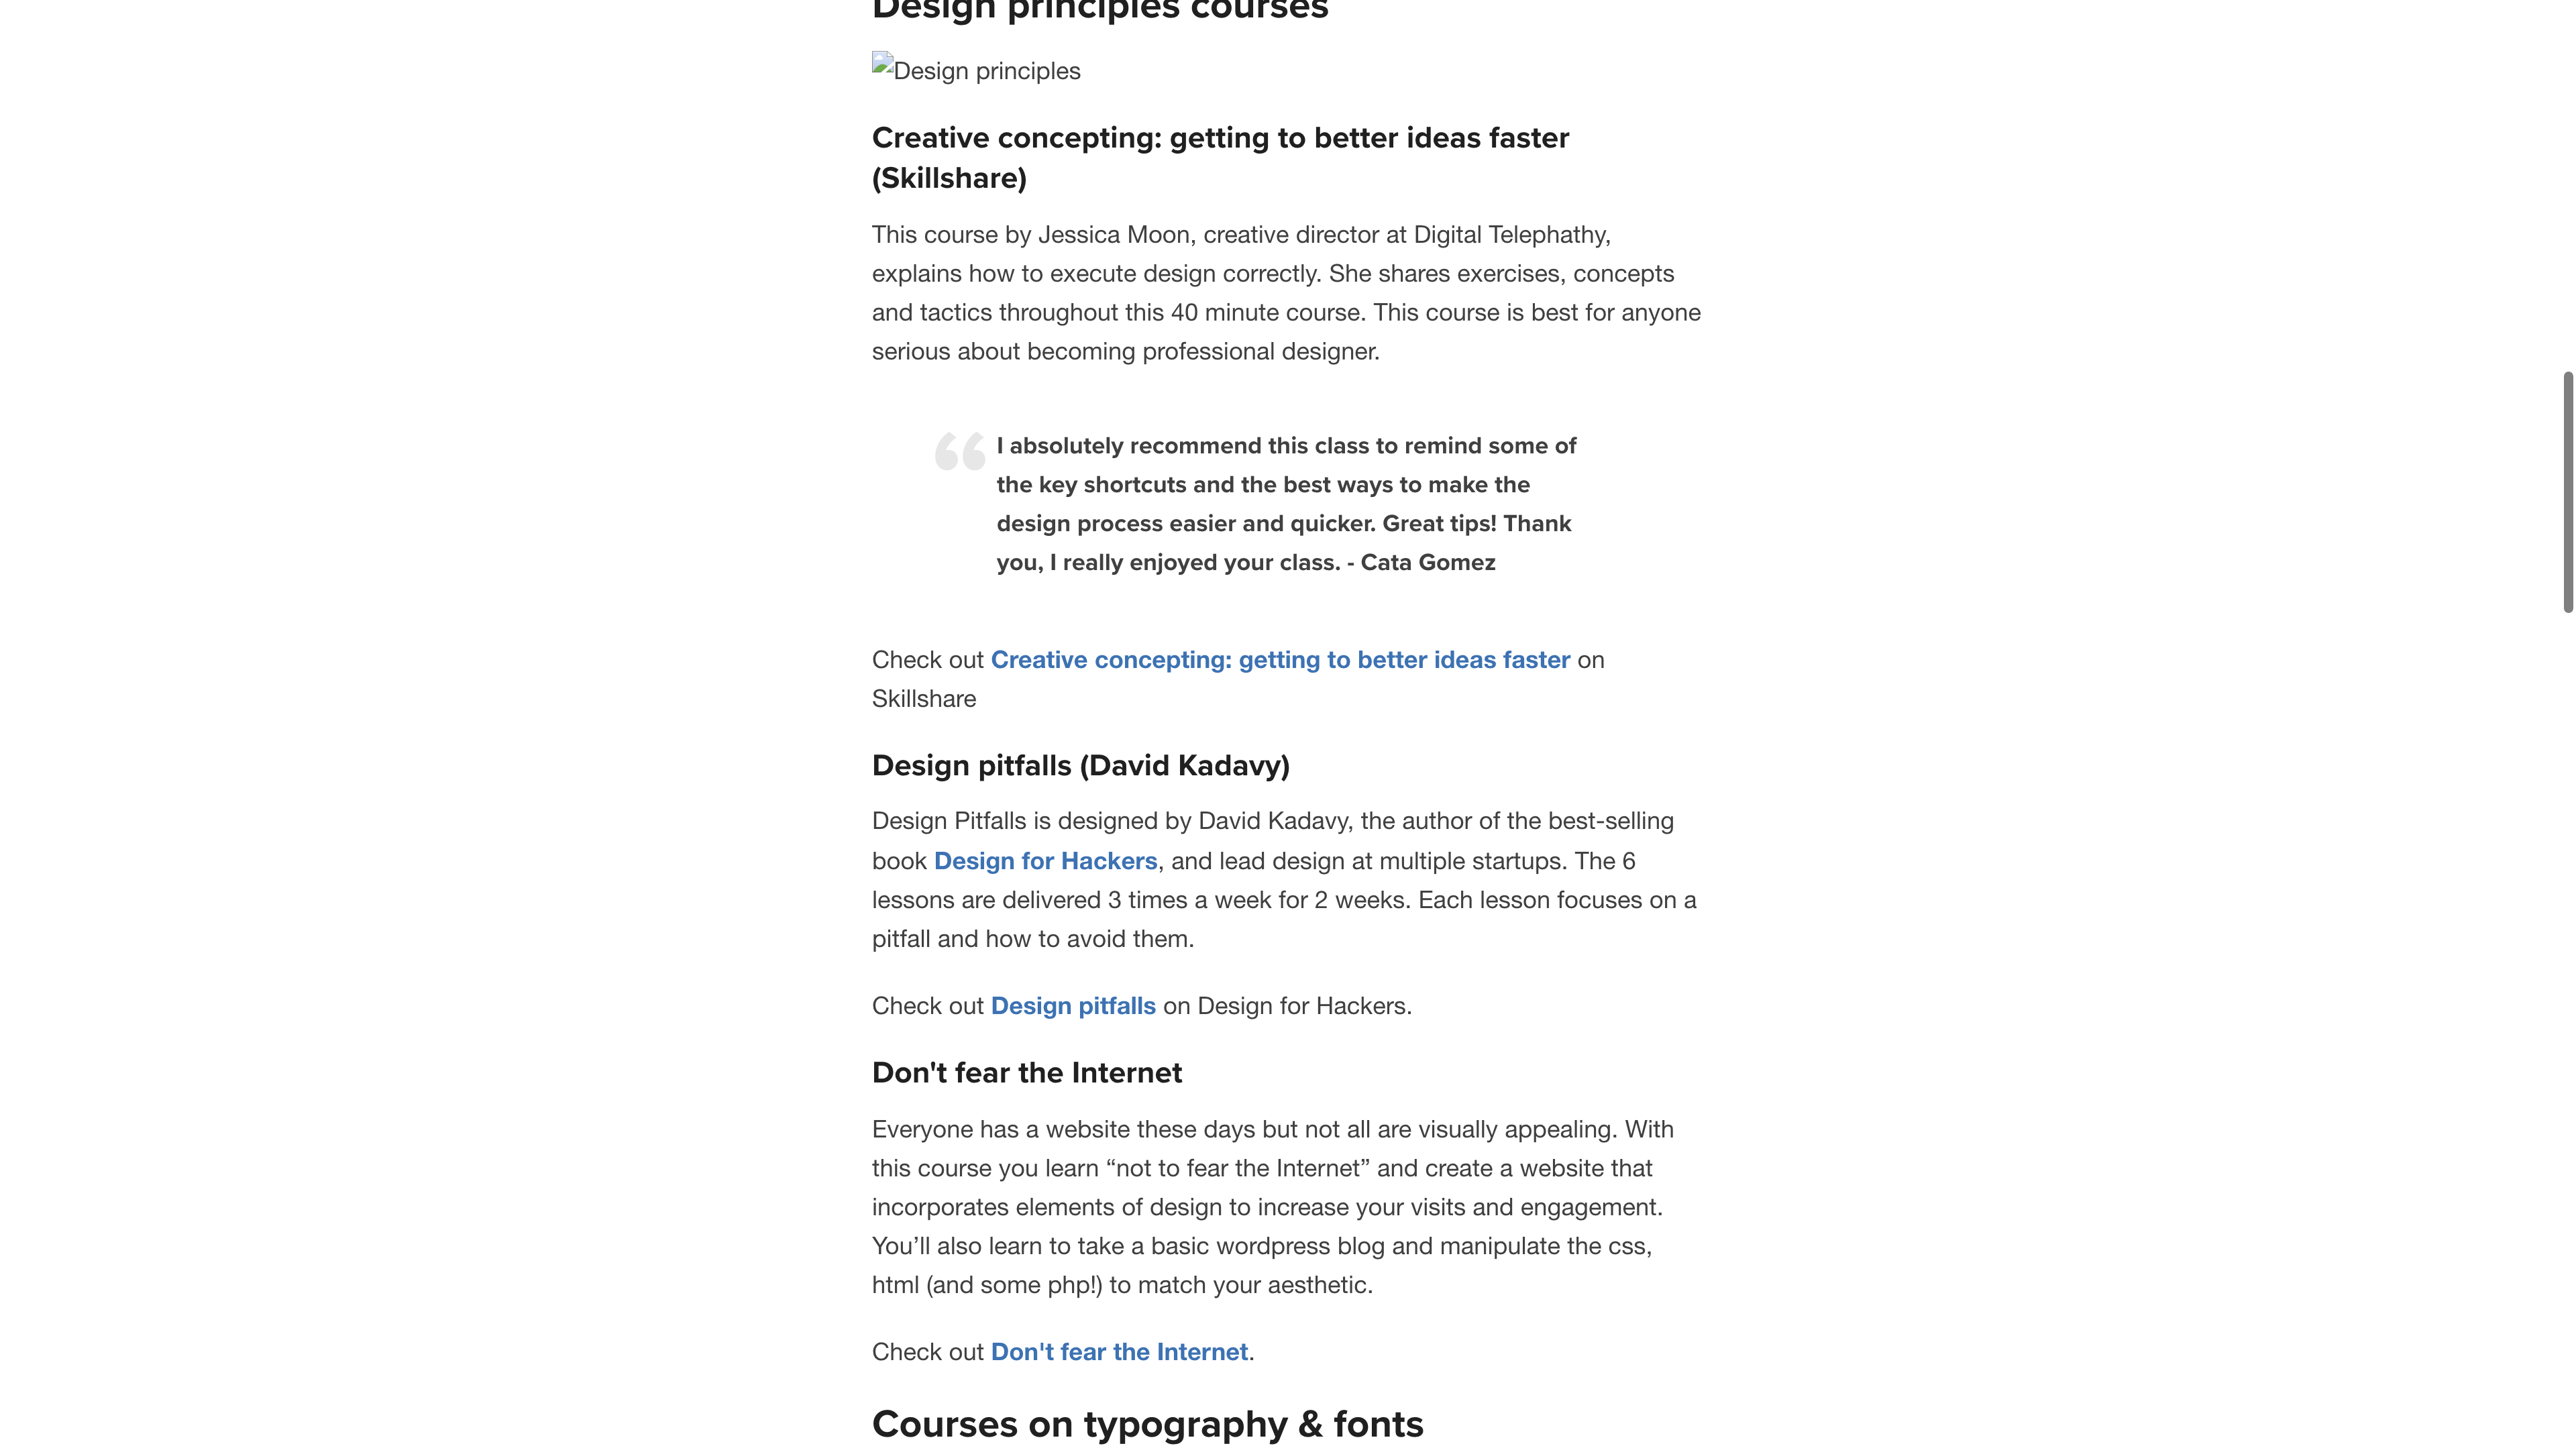 Design principles courses
Design principles
Creative concepting: getting to better ideas faster
(Skillshare)
This course by Jessica Moon, creative director at Digital Telephathy,
explains how to execute design correctly. She shares exercises, concepts
and tactics throughout this 40 minute course. This course is best for anyone
serious about becoming professional designer.
I absolutely recommend this class to remind some of
the key shortcuts and the best ways to make the
design process easier and quicker. Great tips! Thank
you, I really enjoyed your class. - Cata Gomez
Check out Creative concepting: getting to better ideas faster on
Skillshare
Design pitfalls (David Kadavy)
Design Pitfalls is designed by David Kadavy, the author of the best-selling
book Design for Hackers, and lead design at multiple startups. The 6
lessons are delivered 3 times a week for 2 weeks. Each lesson focuses on a
pitfall and how to avoid them.
Check out Design pitfalls on Design for Hackers.
Don't fear the Internet
Everyone has a website these days but not all are visually appealing. With
this course you learn “not to fear the Internet” and create a website that
incorporates elements of design to increase your visits and engagement.
You’ll also learn to take a basic wordpress blog and manipulate the css,
html (and some php!) to match your aesthetic.
Check out Don't fear the Internet.
Courses on typography & fonts